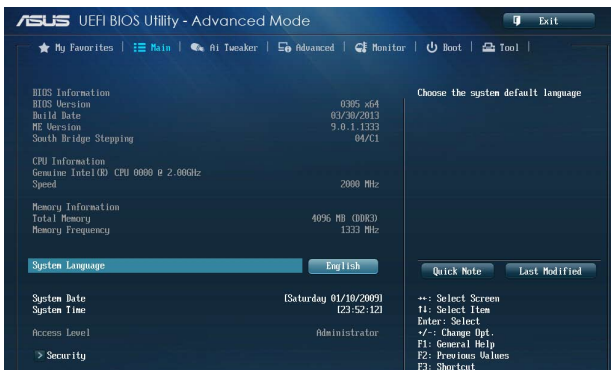 ASUS UEFI BIOS Utility - Advanced Mode
Exit
My Favorites | Main | Ai Tweaker | Advanced | Monitor | Boot | Tool |
BIOS Information
BIOS Version 0305 x64
Build Date 03/30/2013
ME Version 9.0.1.1333
South Bridge Stepping 04/C1
CPU Information
Genuine Intel(R) CPU 0000 @ 2.00GHz
Speed 2000 MHz
Memory Information
Total Memory 4096 MB (DDR3)
Memory Frequency 1333 MHz
System Language English
System Date [Saturday 01/10/2009]
System Time [23:52:12]
Access Level Administrator
> Security
Choose the system default language
Quick Note Last Modified
→←: Select Screen
↑↓: Select Item
Enter: Select
+/-: Change Opt.
F1: General Help
F2: Previous Values
F3: Shortcut